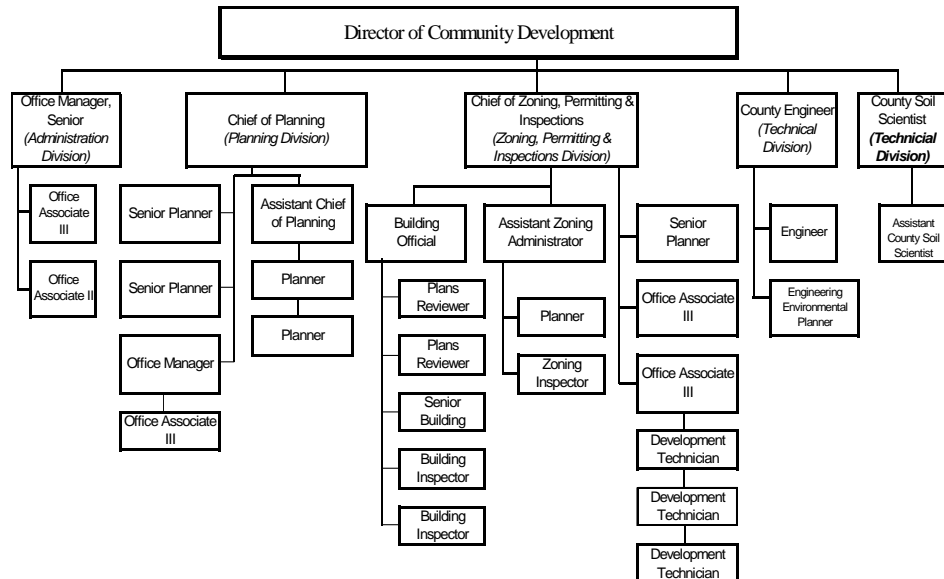 Director of Community Development
Office Manager,
Senior
(Administration
Division)
Chief of Planning
(Planning Division)
Chief of Zoning, Permitting &
Inspections
(Zoning, Permitting &
Inspections Division)
County Engineer
(Technical
Division)
County Soil
Scientist
(Technicial
Division)
Office
Associate
III
Office
Associate II
Senior Planner
Senior Planner
Office Manager
Office Associate
III
Assistant Chief
of Planning
Planner
Planner
Building
Official
Plans
Reviewer
Plans
Reviewer
Senior
Building
Building
Inspector
Building
Inspector
Assistant Zoning
Administrator
Planner
Zoning
Inspector
Senior
Planner
Office Associate
III
Office Associate
III
Development
Technician
Development
Technician
Development
Technician
Engineer
Engineering
Environmental
Planner
Assistant
County Soil
Scientist